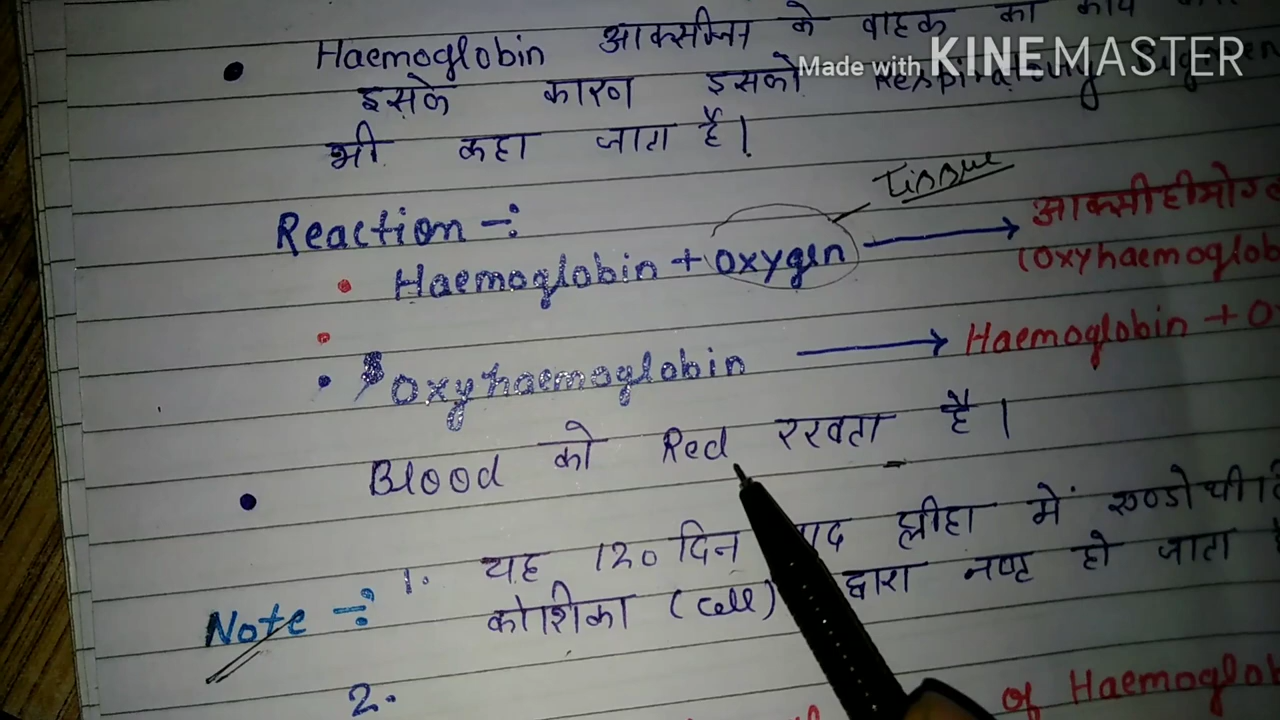 Haemoglobin आक्सीजन के वाहक का कार्य
Made with KINEMASTER
इसके कारण इसको Respiratory
भी कहा जाता है।
Tissue
Reaction -:
Haemoglobin + Oxygen → आक्सीहीमोग्ल
(Oxyhaemoglob
Oxyhaemoglobin → Haemoglobin + O
Blood को Red रखता है।
Note -: 1. यह 120 दिन बाद प्लीहा में
कोशिका (Cell) द्वारा नष्ट हो जाता
2.
of Haemoglob